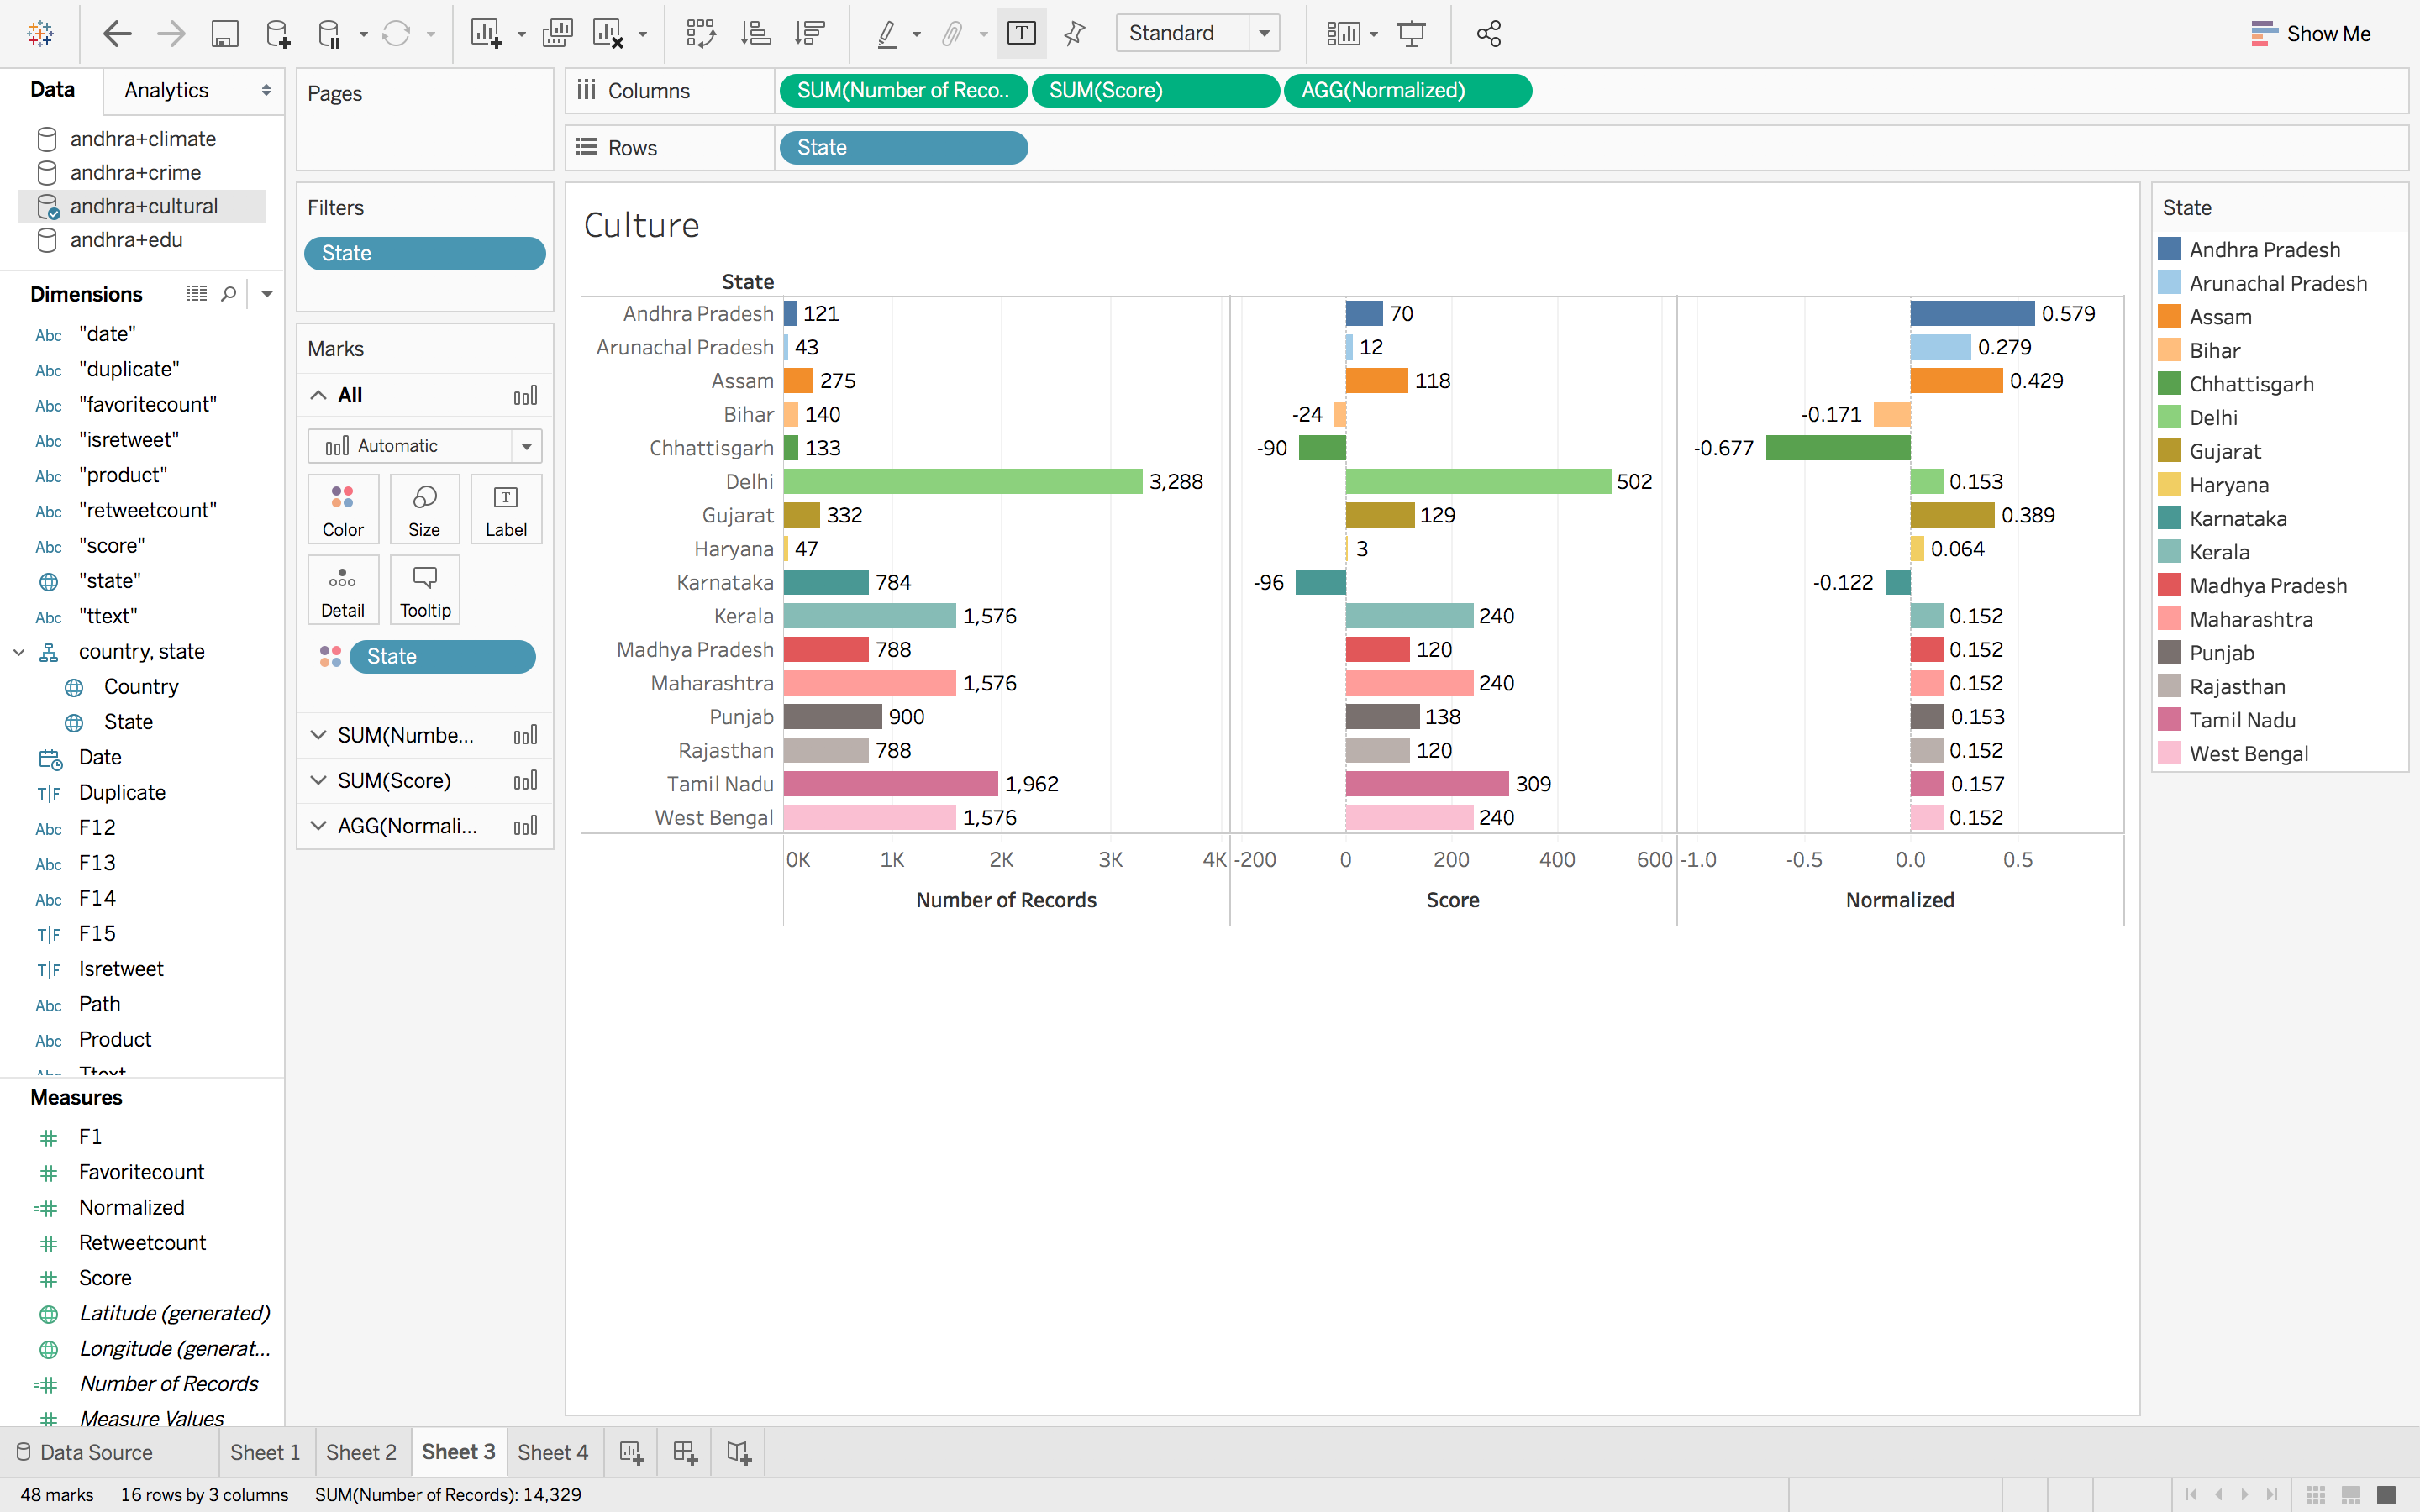 Standard
Show Me
Data
Analytics
andhra+climate
andhra+crime
andhra+cultural
andhra+edu
Dimensions
Abc "date"
Abc "duplicate"
Abc "favoritecount"
Abc "isretweet"
Abc "product"
Abc "retweetcount"
Abc "score"
"state"
Abc "ttext"
country, state
Country
State
Date
T|F Duplicate
Abc F12
Abc F13
Abc F14
T|F F15
T|F Isretweet
Abc Path
Abc Product
Abc Ttext
Measures
F1
Favoritecount
Normalized
Retweetcount
Score
Latitude (generated)
Longitude (generat...
Number of Records
Measure Values
Pages
Filters
State
Marks
All
Automatic
Color Size Label
Detail Tooltip
State
SUM(Numbe...
SUM(Score)
AGG(Normali...
Columns SUM(Number of Reco.. SUM(Score) AGG(Normalized)
Rows State
Culture
State
Andhra Pradesh 121 70 0.579
Arunachal Pradesh 43 12 0.279
Assam 275 118 0.429
Bihar 140 -24 -0.171
Chhattisgarh 133 -90 -0.677
Delhi 3,288 502 0.153
Gujarat 332 129 0.389
Haryana 47 3 0.064
Karnataka 784 -96 -0.122
Kerala 1,576 240 0.152
Madhya Pradesh 788 120 0.152
Maharashtra 1,576 240 0.152
Punjab 900 138 0.153
Rajasthan 788 120 0.152
Tamil Nadu 1,962 309 0.157
West Bengal 1,576 240 0.152
0K 1K 2K 3K 4K -200 0 200 400 600 -1.0 -0.5 0.0 0.5
Number of Records Score Normalized
State
Andhra Pradesh
Arunachal Pradesh
Assam
Bihar
Chhattisgarh
Delhi
Gujarat
Haryana
Karnataka
Kerala
Madhya Pradesh
Maharashtra
Punjab
Rajasthan
Tamil Nadu
West Bengal
Data Source Sheet 1 Sheet 2 Sheet 3 Sheet 4
48 marks 16 rows by 3 columns SUM(Number of Records): 14,329